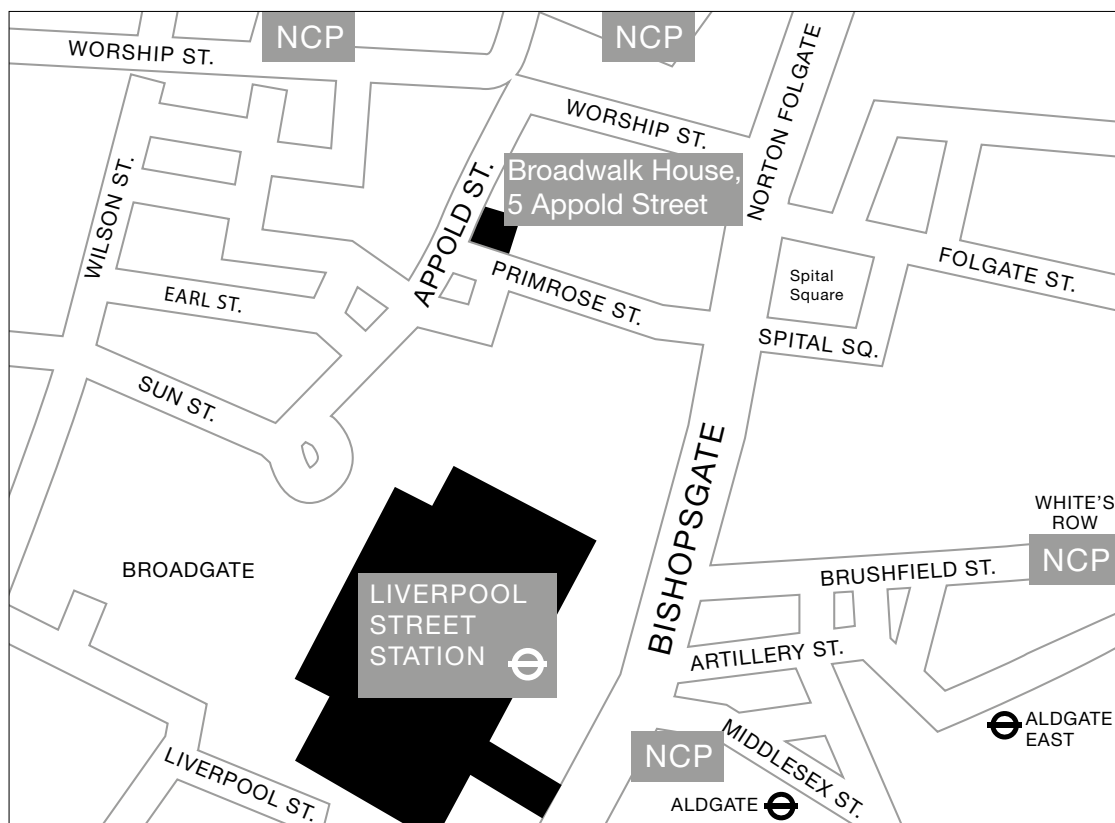 NCP
NCP
WORSHIP ST.
NORTON FOLGATE
WORSHIP ST.
Broadwalk House,
5 Appold Street
WILSON ST.
APPOLD ST.
PRIMROSE ST.
FOLGATE ST.
Spital
Square
EARL ST.
SPITAL SQ.
SUN ST.
BISHOPSGATE
WHITE'S
ROW
NCP
BROADGATE
BRUSHFIELD ST.
LIVERPOOL
STREET
STATION
ARTILLERY ST.
ALDGATE
EAST
MIDDLESEX ST.
NCP
LIVERPOOL ST.
ALDGATE